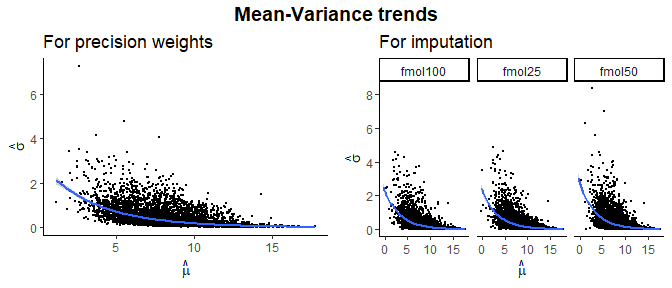 Mean-Variance trends
For precision weights
For imputation
fmol100 fmol25 fmol50
σ̂
6
4
2
0
5 10 15
μ̂
σ̂
8
6
4
2
0
0 5 10 15 0 5 10 15 0 5 10 15
μ̂